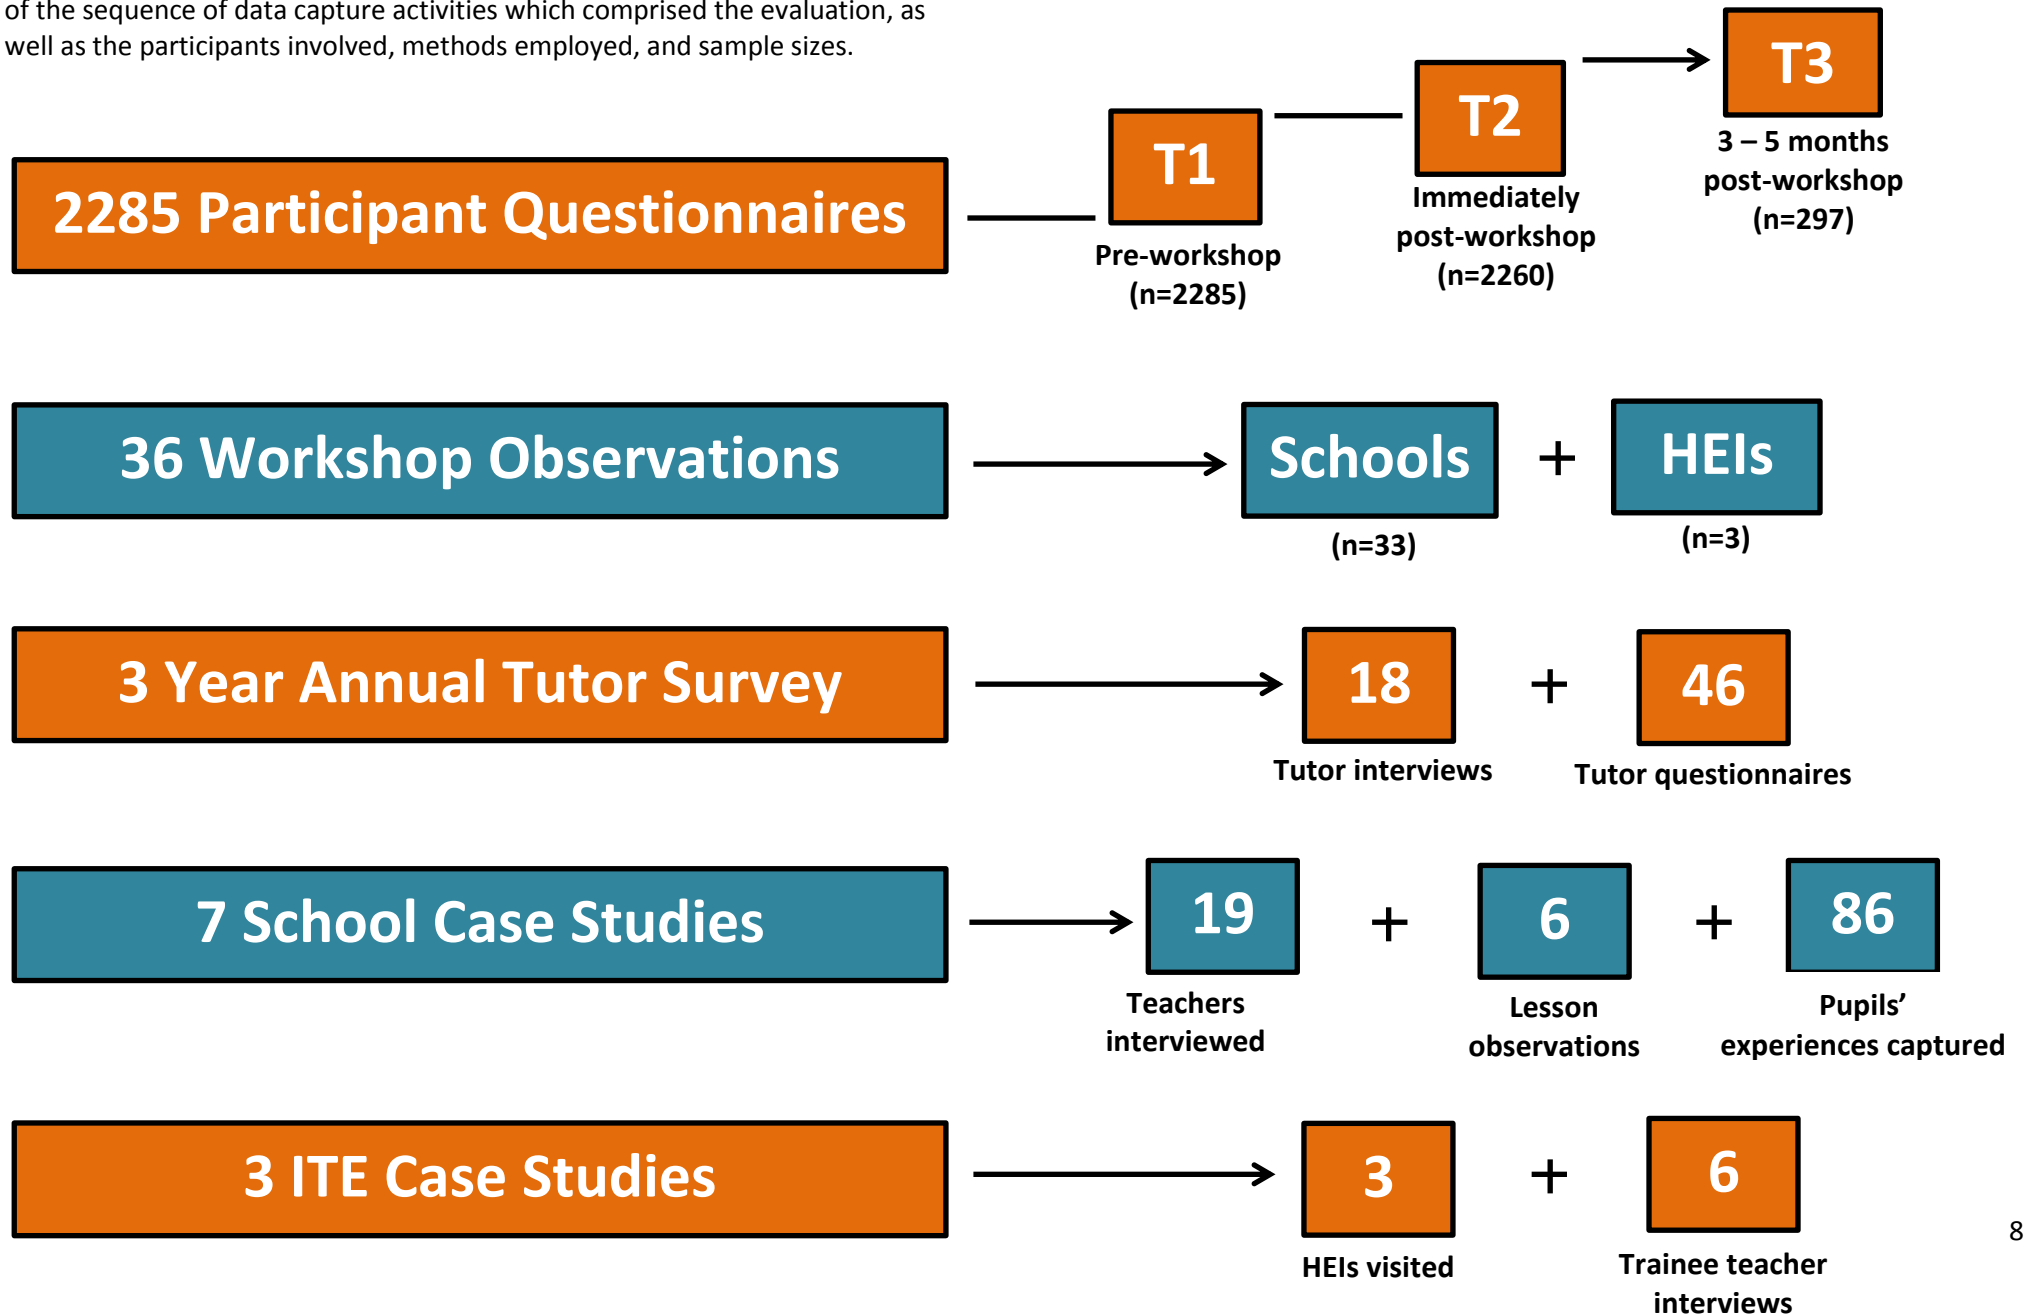 of the sequence of data capture activities which comprised the evaluation, as
well as the participants involved, methods employed, and sample sizes.
2285 Participant Questionnaires
T1
Pre-workshop
(n=2285)
T2
Immediately
post-workshop
(n=2260)
T3
3 – 5 months
post-workshop
(n=297)
36 Workshop Observations
Schools
(n=33)
+
HEIs
(n=3)
3 Year Annual Tutor Survey
18
Tutor interviews
+
46
Tutor questionnaires
7 School Case Studies
19
Teachers
interviewed
+
6
Lesson
observations
+
86
Pupils’
experiences captured
3 ITE Case Studies
3
HEIs visited
+
6
Trainee teacher
interviews
8